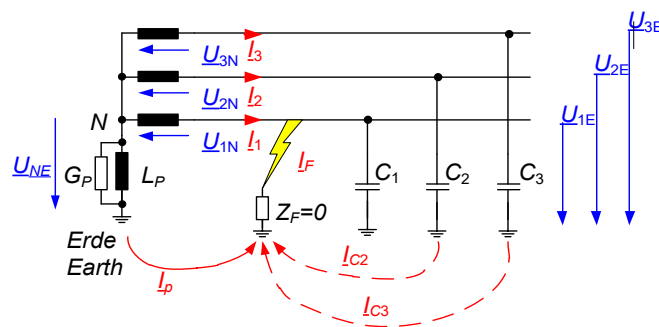 U3E
U3N I3
U2E
U2N I2
N U1E
U1N I1
UNE GP LP IF C1 C2 C3
ZF=0
Erde
Earth
IC2
Ip
IC3